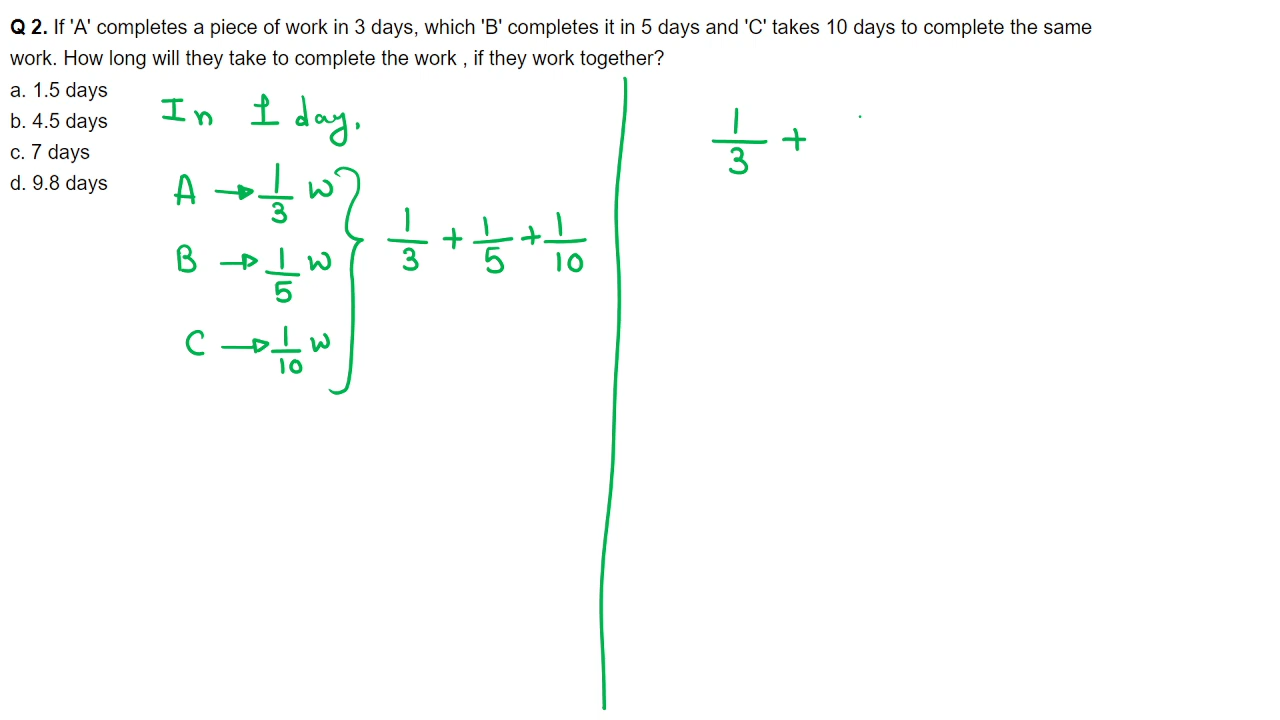 Q 2. If 'A' completes a piece of work in 3 days, which 'B' completes it in 5 days and 'C' takes 10 days to complete the same
work. How long will they take to complete the work , if they work together?
a. 1.5 days
b. 4.5 days
c. 7 days
d. 9.8 days
In 1 day.
A → 1/3 W
B → 1/5 W
C → 1/10 W
1/3 + 1/5 + 1/10
1/3 +